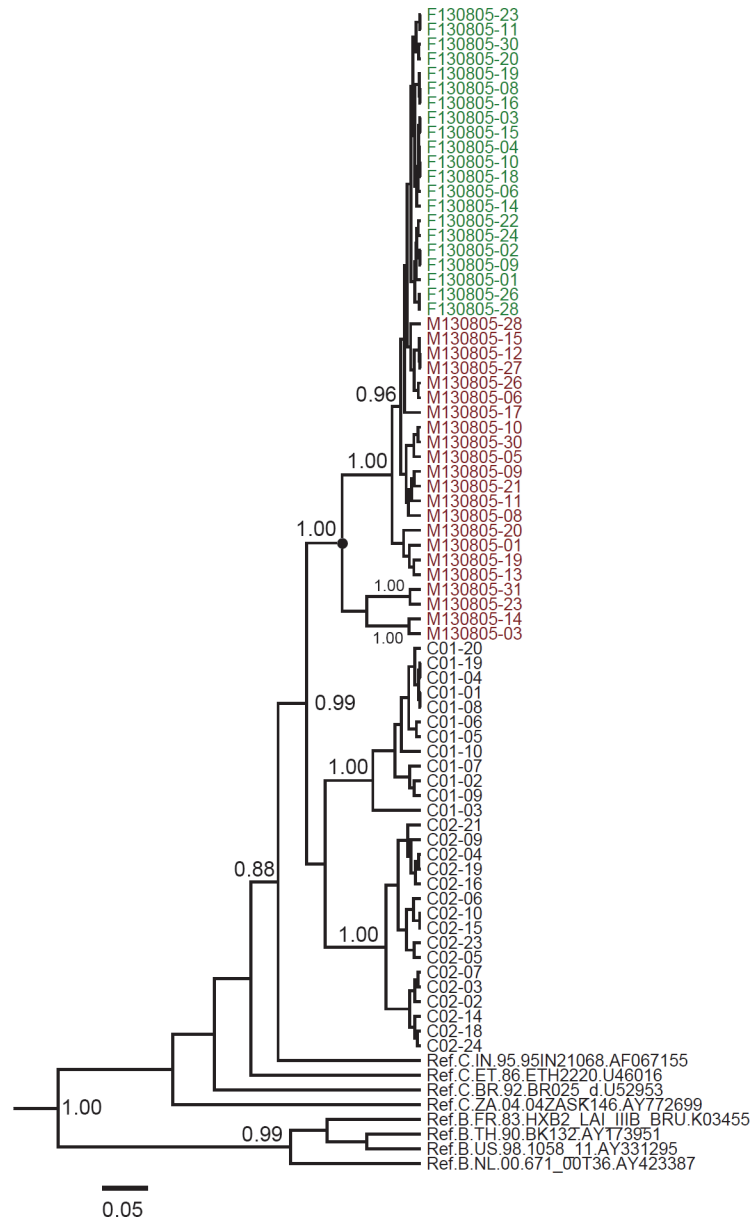 F130805-23
F130805-11
F130805-30
F130805-20
F130805-19
F130805-08
F130805-16
F130805-03
F130805-15
F130805-04
F130805-10
F130805-18
F130805-06
F130805-14
F130805-22
F130805-24
F130805-02
F130805-09
F130805-01
F130805-26
F130805-28
M130805-28
M130805-15
M130805-12
M130805-27
M130805-26
0.96
M130805-06
M130805-17
M130805-10
M130805-30
M130805-05
1.00
M130805-09
M130805-21
M130805-11
M130805-08
1.00
M130805-20
M130805-01
M130805-19
M130805-13
1.00
M130805-31
M130805-23
M130805-14
1.00
M130805-03
C01-20
C01-19
C01-04
C01-01
0.99
C01-08
C01-06
C01-05
C01-10
1.00
C01-07
C01-02
C01-09
C01-03
C02-21
C02-09
C02-04
0.88
C02-19
C02-16
C02-06
C02-10
C02-15
1.00
C02-23
C02-05
C02-07
C02-03
C02-02
C02-14
C02-18
C02-24
Ref.C.IN.95.95IN21068.AF067155
Ref.C.ET.86.ETH2220.U46016
Ref.C.BR.92.BR025_d.U52953
Ref.C.ZA.04.04ZASK146.AY772699
1.00
Ref.B.FR.83.HXB2_LAI_IIIB_BRU.K03455
0.99
Ref.B.TH.90.BK132.AY173951
Ref.B.US.98.1058_11.AY331295
Ref.B.NL.00.671_00T36.AY423387
0.05